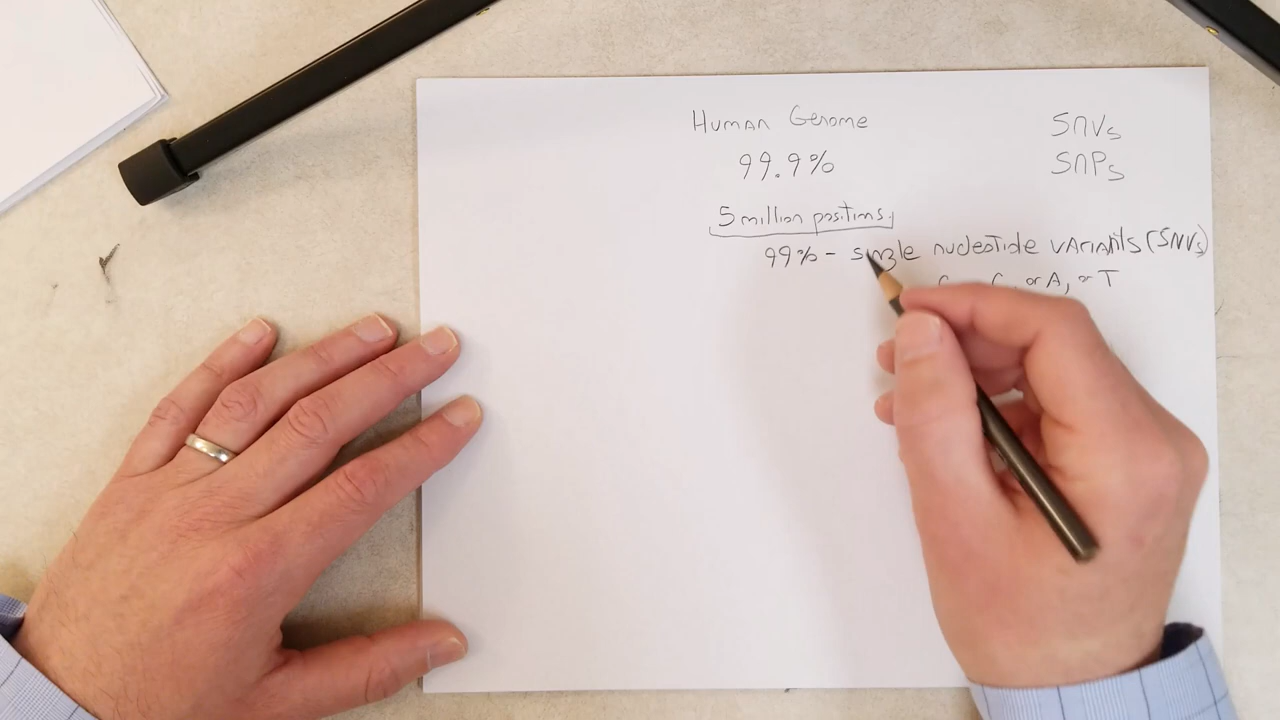 Human Genome
SNVs
99.9%
SNPs
5 million positions.
99% - single nucleotide variants (SNVs)
or A, or T